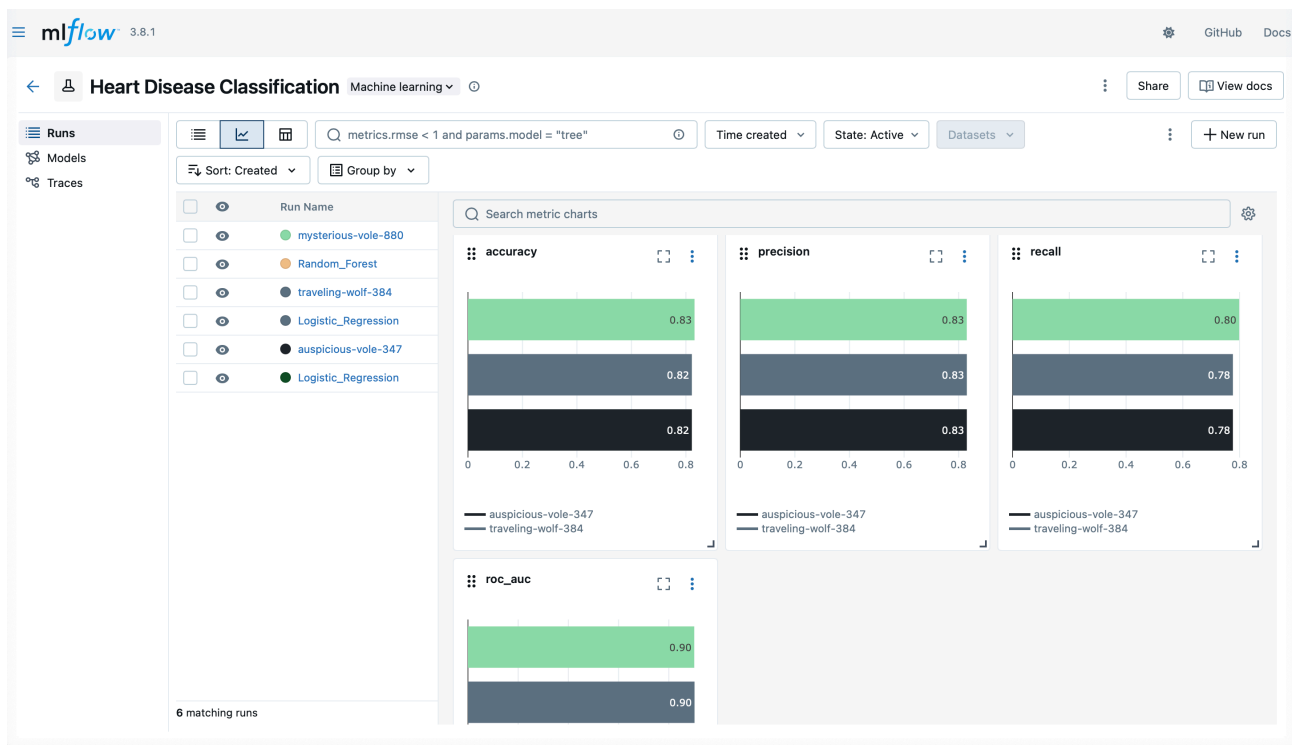 mlflow 3.8.1 GitHub Docs
Heart Disease Classification Machine learning Share View docs
Runs
Models
Traces
metrics.rmse < 1 and params.model = "tree" Time created State: Active Datasets New run
Sort: Created Group by
Run Name
mysterious-vole-880
Random_Forest
traveling-wolf-384
Logistic_Regression
auspicious-vole-347
Logistic_Regression
6 matching runs
Search metric charts
accuracy
0.83
0.82
0.82
0 0.2 0.4 0.6 0.8
auspicious-vole-347
traveling-wolf-384
precision
0.83
0.83
0.83
0 0.2 0.4 0.6 0.8
auspicious-vole-347
traveling-wolf-384
recall
0.80
0.78
0.78
0 0.2 0.4 0.6 0.8
auspicious-vole-347
traveling-wolf-384
roc_auc
0.90
0.90